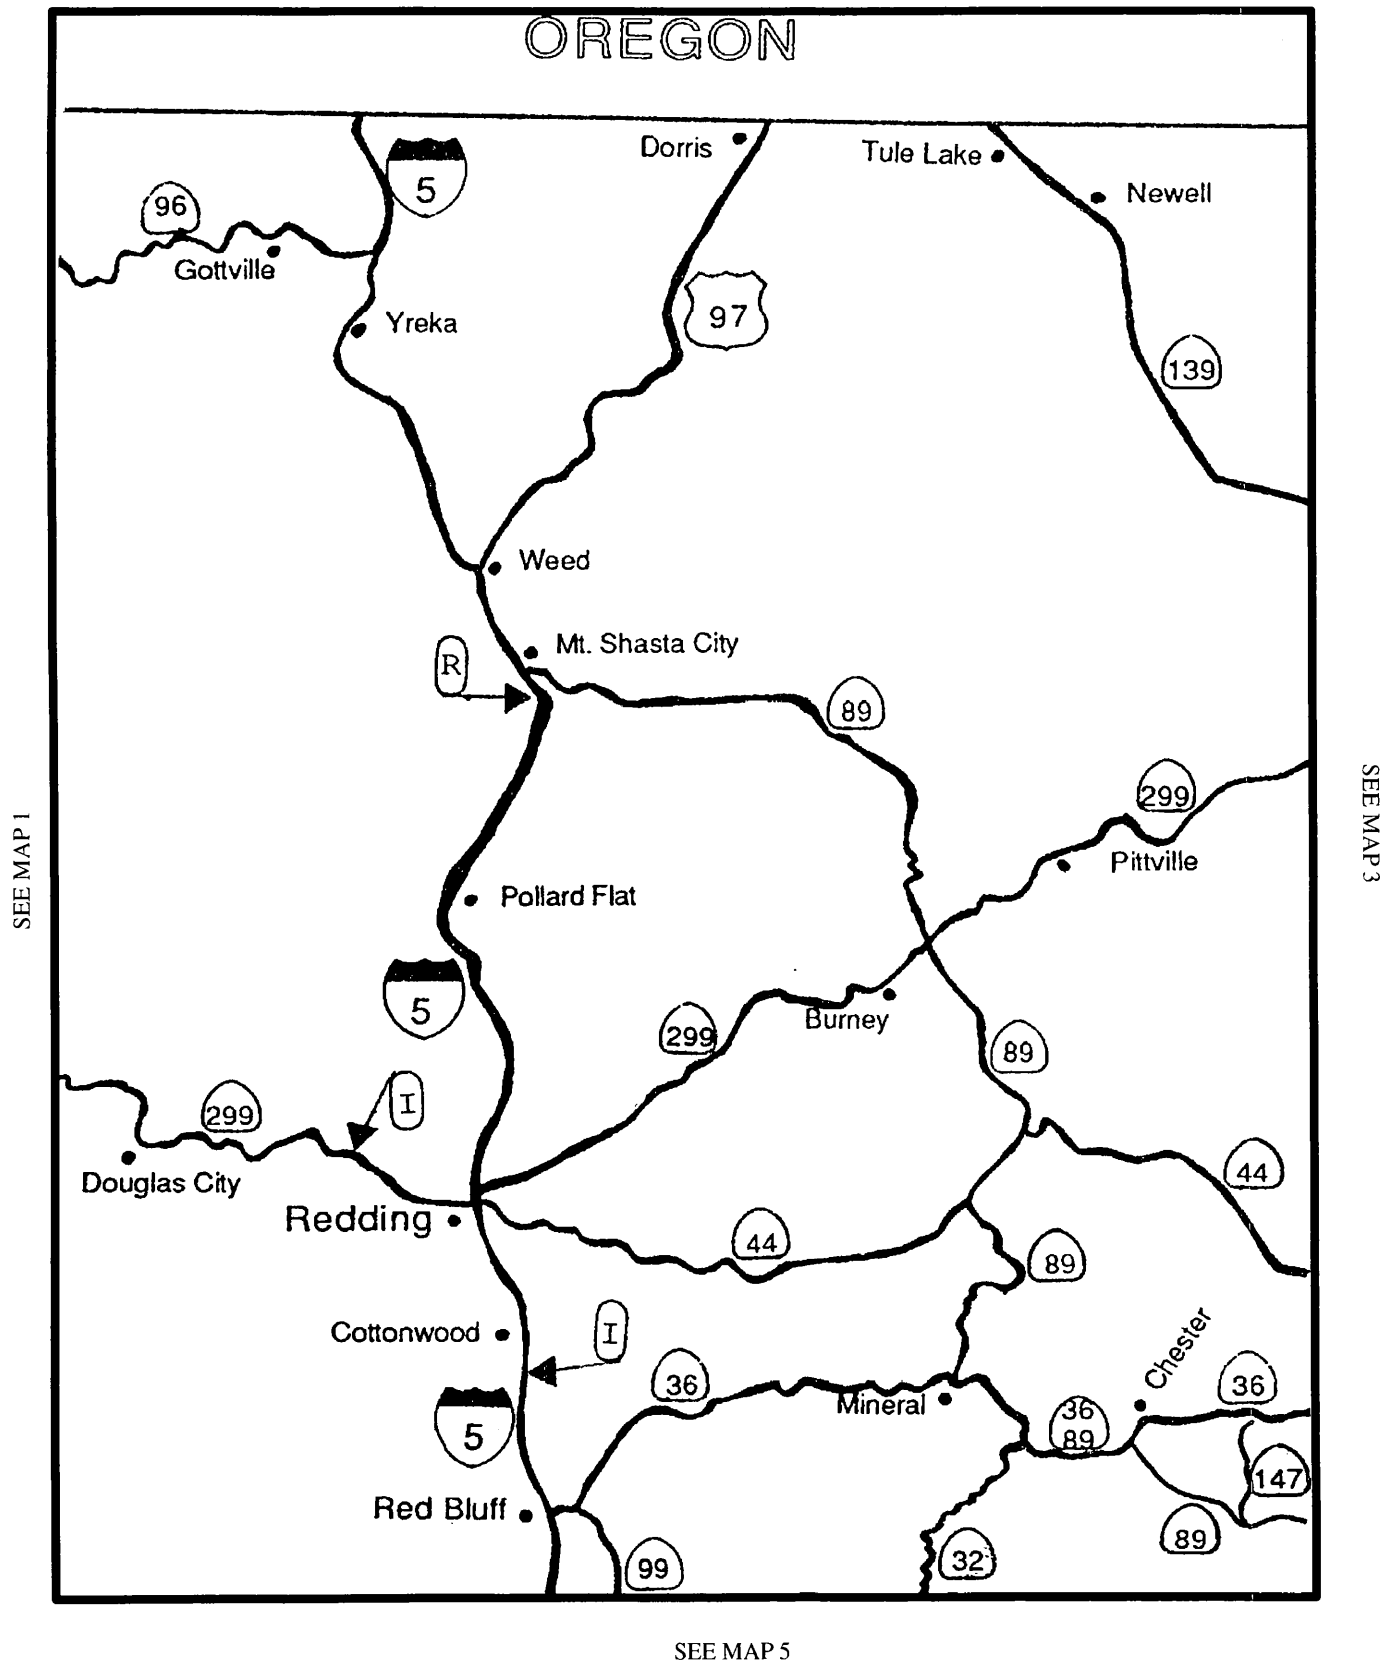 OREGON
Dorris
Tule Lake
5
Newell
96
Gottville
97
Yreka
139
Weed
Mt. Shasta City
R
89
299
SEE MAP 1
SEE MAP 3
Pittville
Pollard Flat
5
299
Burney
89
I
299
Douglas City
44
Redding
44
89
Cottonwood
I
Chester
36
36
Mineral
36
89
5
147
Red Bluff
89
99
32
SEE MAP 5